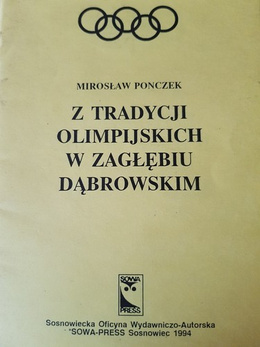 MIROSŁAW PONCZEK
Z TRADYCJI
OLIMPIJSKICH
W ZAGŁĘBIU
DĄBROWSKIM
SOWA
PRESS
Sosnowiecka Oficyna Wydawniczo-Autorska
"SOWA-PRESS Sosnowiec 1994